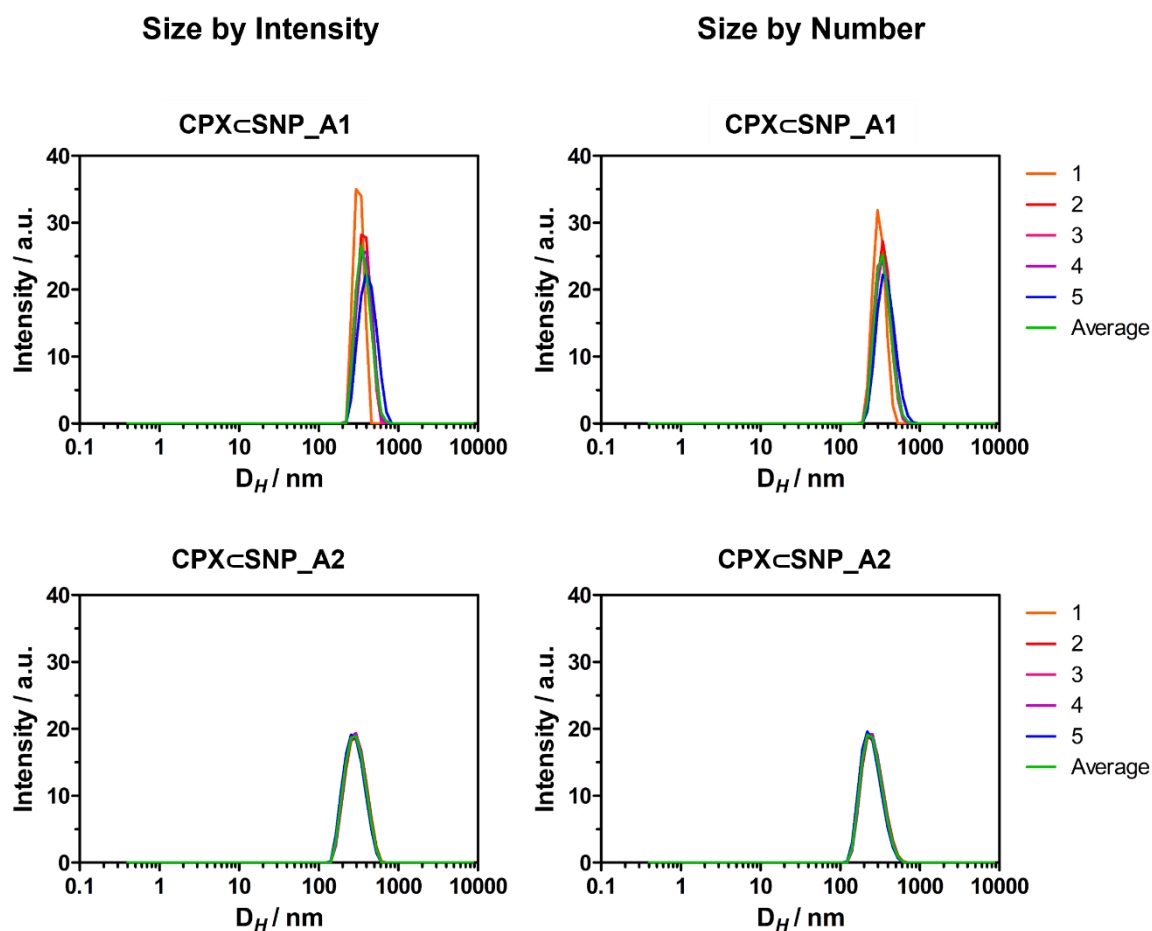 Size by Intensity
Size by Number
CPX⊂SNP_A1
40
30
20
10
0
Intensity / a.u.
0.1 1 10 100 1000 10000
D_H / nm
CPX⊂SNP_A1
40
30
20
10
0
Intensity / a.u.
0.1 1 10 100 1000 10000
D_H / nm
1
2
3
4
5
Average
CPX⊂SNP_A2
40
30
20
10
0
Intensity / a.u.
0.1 1 10 100 1000 10000
D_H / nm
CPX⊂SNP_A2
40
30
20
10
0
Intensity / a.u.
0.1 1 10 100 1000 10000
D_H / nm
1
2
3
4
5
Average